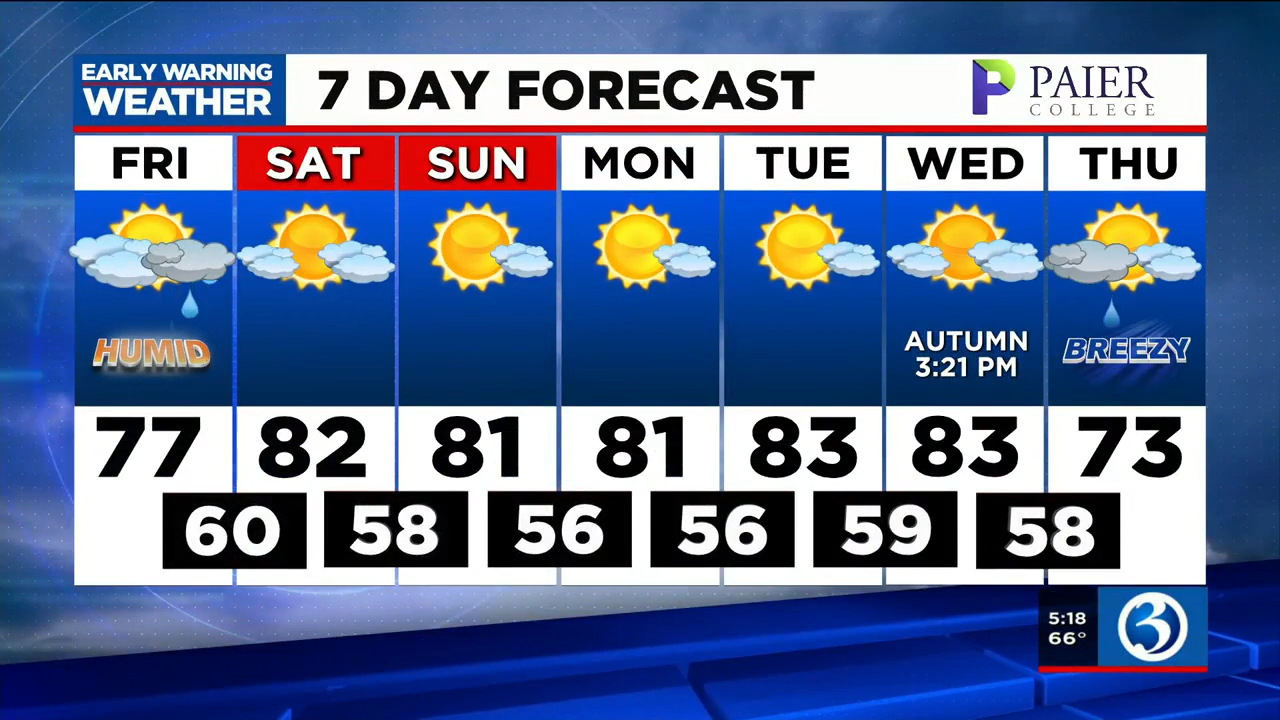 EARLY WARNING
WEATHER
7 DAY FORECAST
PAIER
COLLEGE
FRI SAT SUN MON TUE WED THU
HUMID
AUTUMN
3:21 PM
BREEZY
77 82 81 81 83 83 73
60 58 56 56 59 58
5:18
66°
3